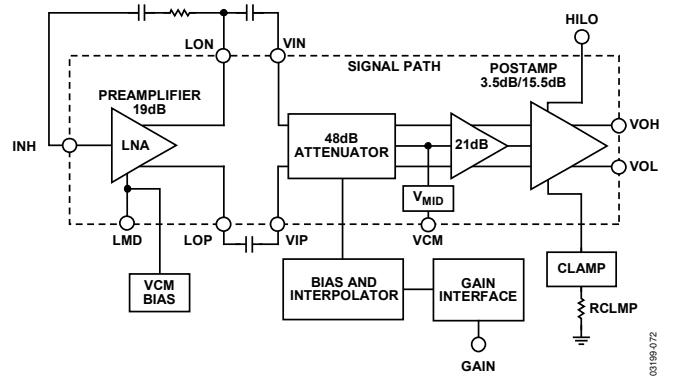 HILO
LON
VIN
SIGNAL PATH
POSTAMP
3.5dB/15.5dB
PREAMPLIFIER
19dB
INH
LNA
48dB
ATTENUATOR
21dB
VOH
VOL
VMID
LMD
LOP
VIP
VCM
VCM
BIAS
BIAS AND
INTERPOLATOR
GAIN
INTERFACE
CLAMP
RCLMP
GAIN
03199-072